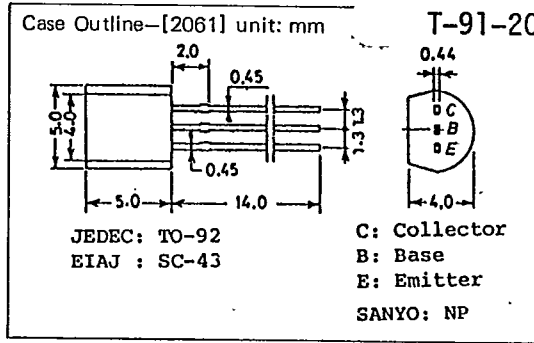 Case Outline—[2061] unit: mm
T-91-20
2.0
0.45
0.44
5.0
4.0
1.3
1.3
C
B
E
0.45
5.0
14.0
4.0
JEDEC: TO-92
EIAJ : SC-43
C: Collector
B: Base
E: Emitter
SANYO: NP